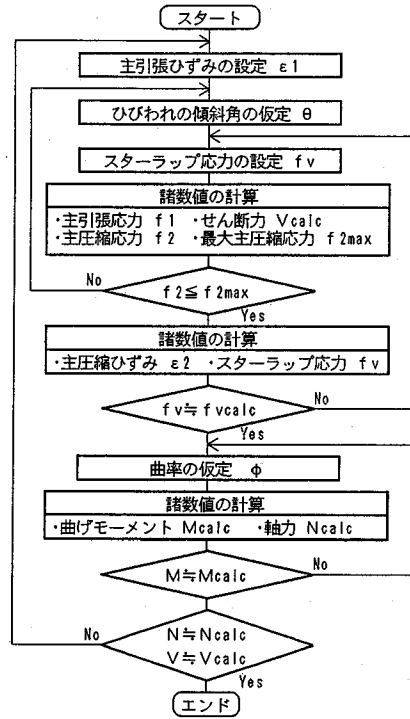 スタート
主引張ひずみの設定 ε1
ひびわれの傾斜角の仮定 θ
スターラップ応力の設定 fv
諸数値の計算
・主引張応力 f1 ・せん断力 Vcalc
・主圧縮応力 f2 ・最大主圧縮応力 f2max
No
f2≦f2max
Yes
諸数値の計算
・主圧縮ひずみ ε2 ・スターラップ応力 fv
fv≒fvcalc
No
Yes
曲率の仮定 φ
諸数値の計算
・曲げモーメント Mcalc ・軸力 Ncalc
M≒Mcalc
No
No
N≒Ncalc
V≒Vcalc
Yes
エンド